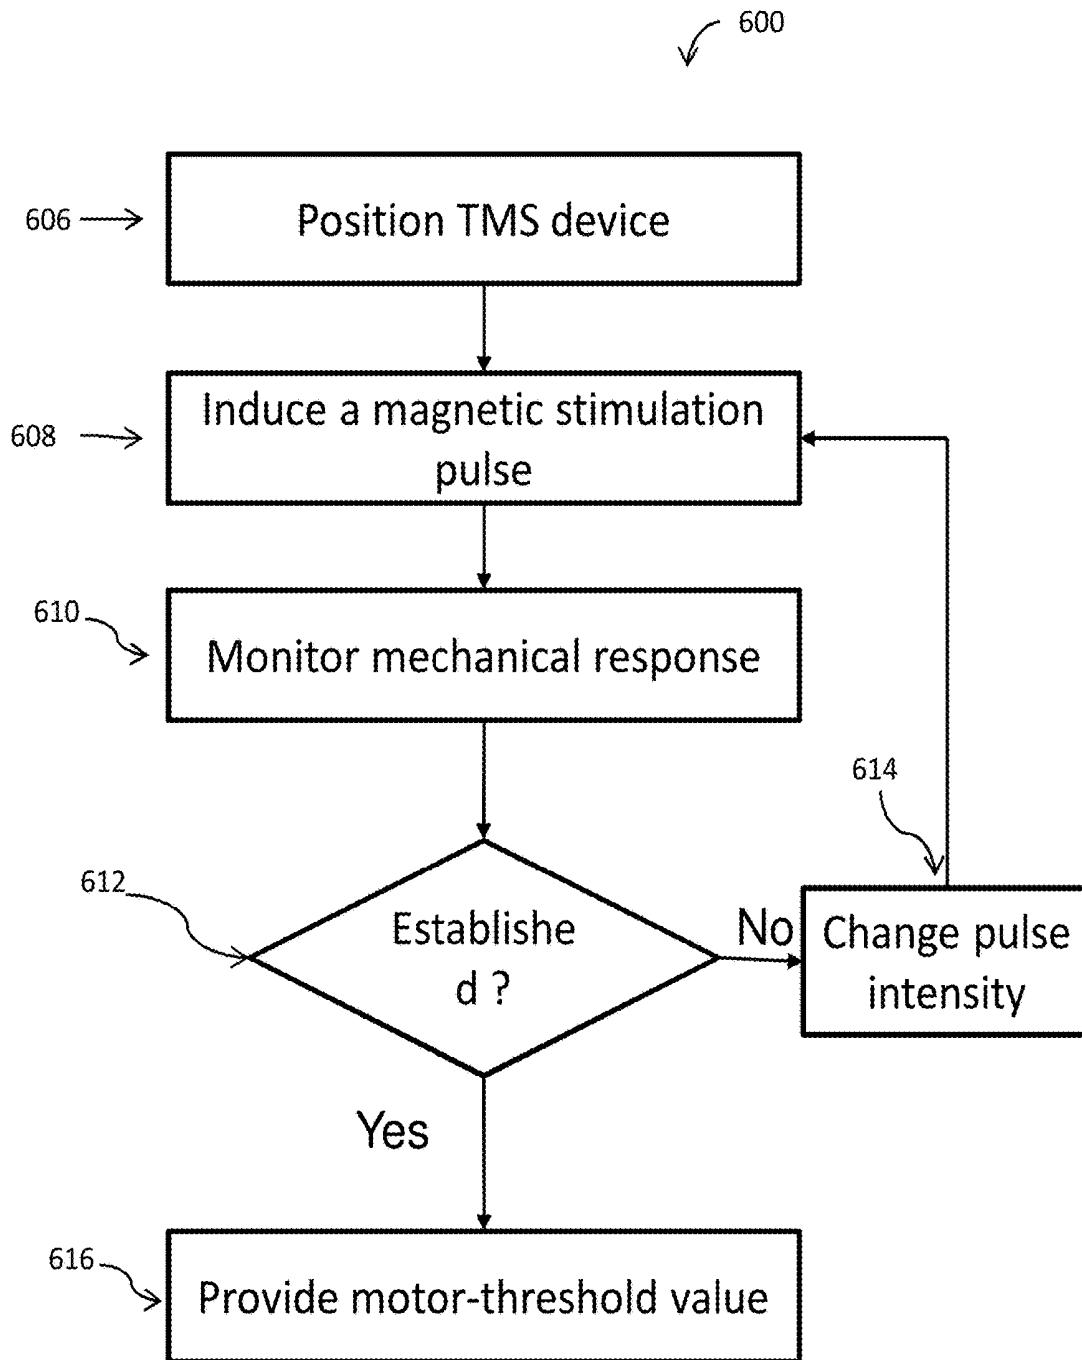 600
606
Position TMS device
608
Induce a magnetic stimulation
pulse
610
Monitor mechanical response
614
612
Establishe
d ?
No
Change pulse
intensity
Yes
616
Provide motor-threshold value